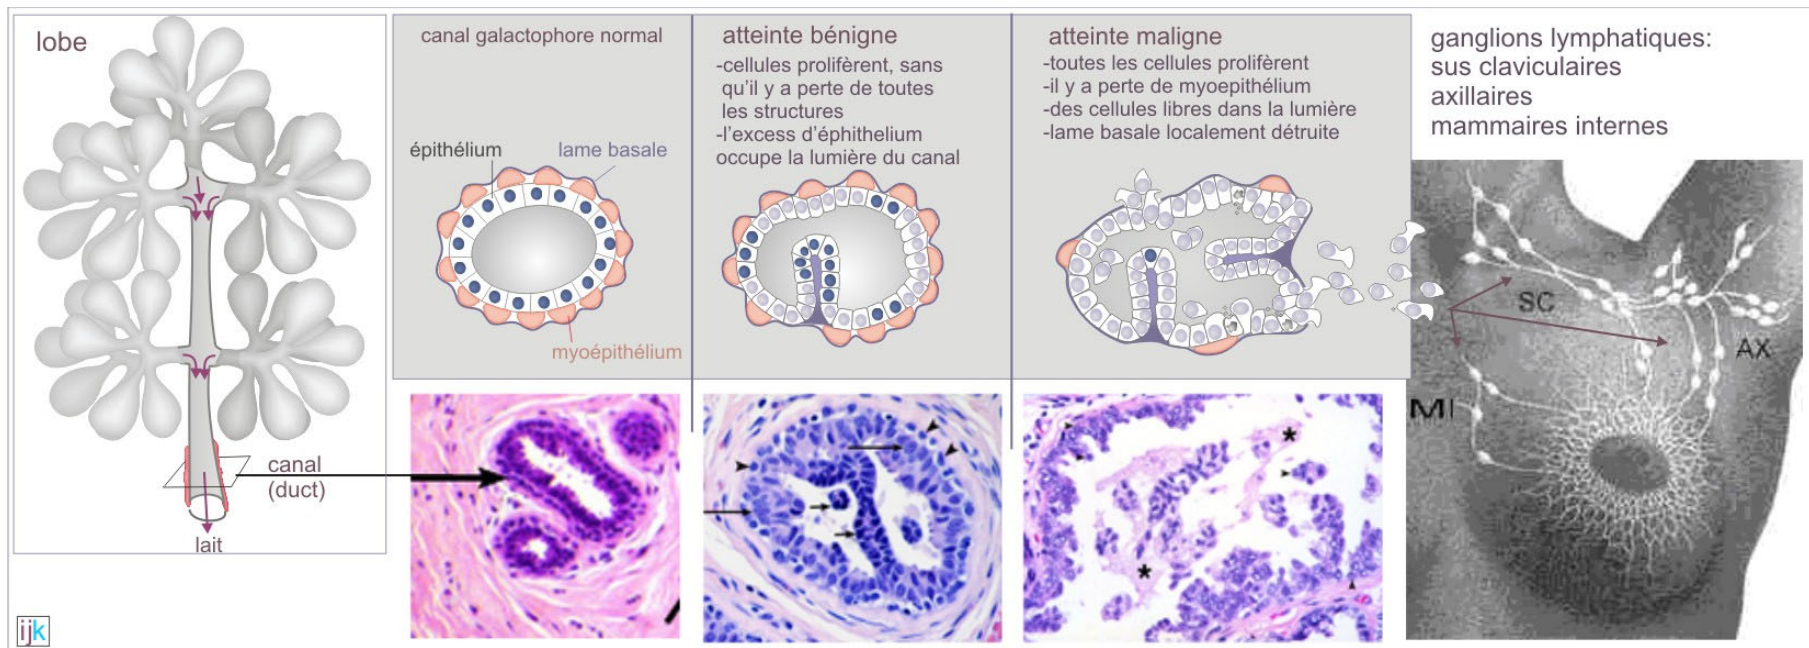 lobe
canal
(duct)
lait
canal galactophore normal
épithélium
lame basale
myoépithélium
atteinte bénigne
-cellules prolifèrent, sans
qu'il y a perte de toutes
les structures
-l'excess d'éphithelium
occupe la lumière du canal
atteinte maligne
-toutes les cellules prolifèrent
-il y a perte de myoepithélium
-des cellules libres dans la lumière
-lame basale localement détruite
ganglions lymphatiques:
sus claviculaires
axillaires
mammaires internes
SC
AX
MI
*
*
ijk